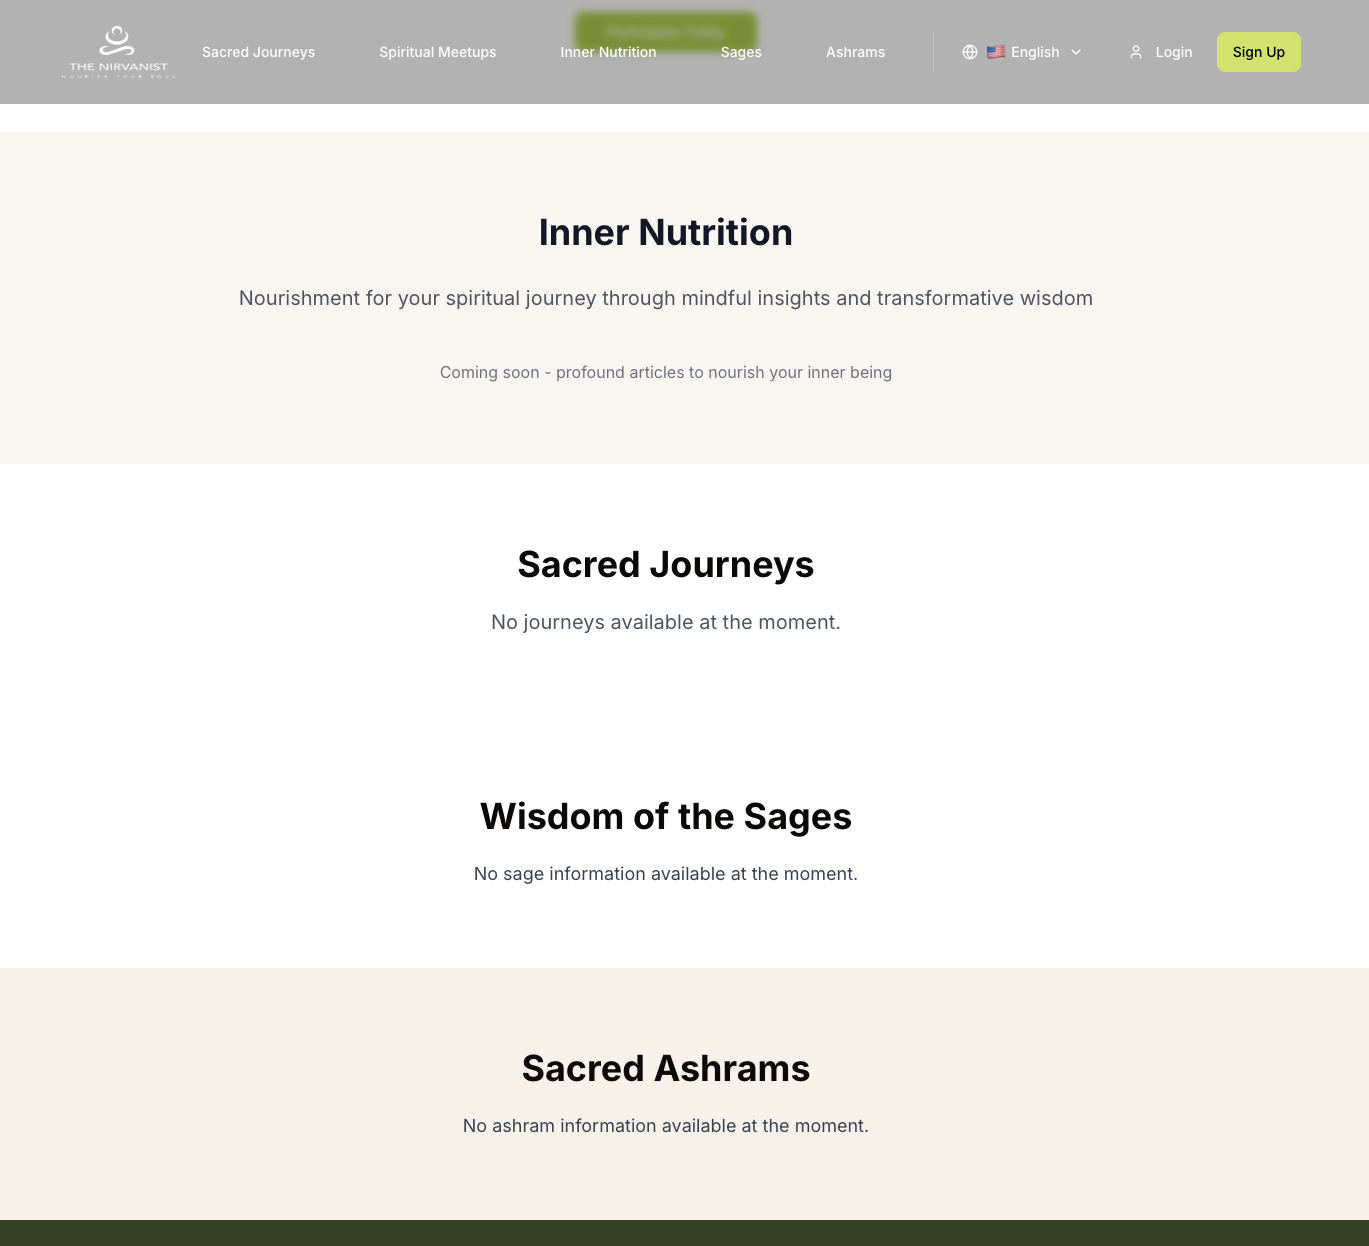 THE NIRVANIST
NOURISH YOUR SOUL
Sacred Journeys
Spiritual Meetups
Inner Nutrition
Sages
Ashrams
English
Login
Sign Up
Inner Nutrition
Nourishment for your spiritual journey through mindful insights and transformative wisdom
Coming soon - profound articles to nourish your inner being
Sacred Journeys
No journeys available at the moment.
Wisdom of the Sages
No sage information available at the moment.
Sacred Ashrams
No ashram information available at the moment.